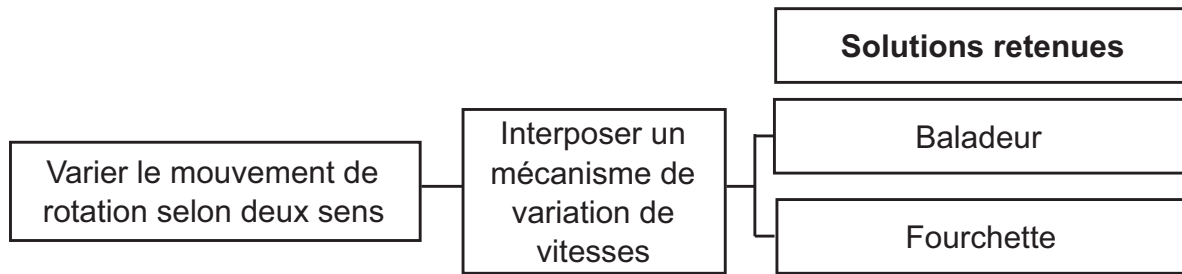 Solutions retenues
Varier le mouvement de
rotation selon deux sens
Interposer un
mécanisme de
variation de
vitesses
Baladeur
Fourchette